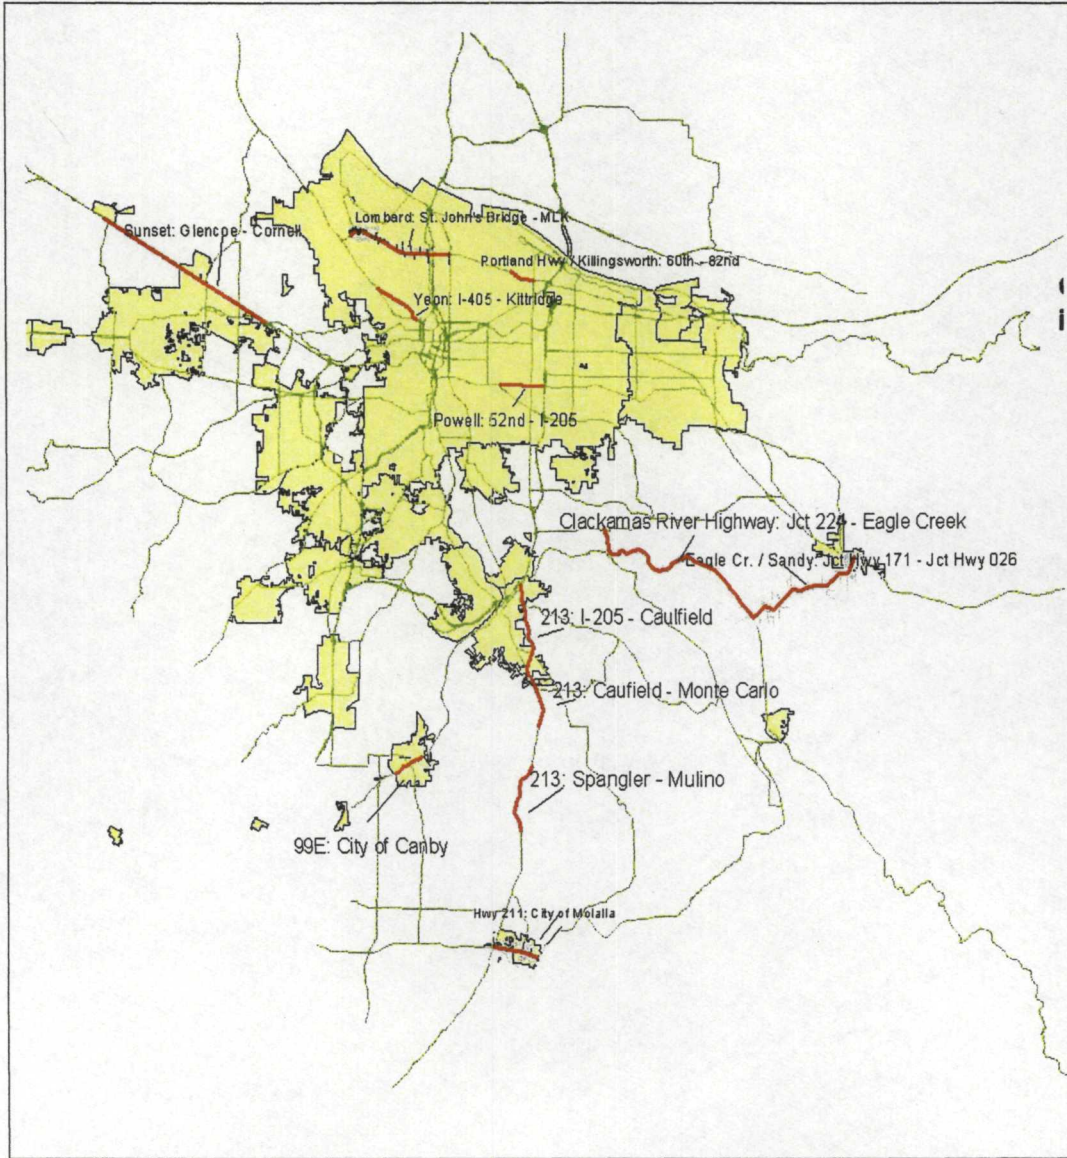 Lombard: St. John's Bridge - MLK
Sunset: Glencoe - Cornell
Portland Hwy / Killingsworth: 60th - 82nd
Yeon: I-405 - Kittridge
Powell: 52nd - I-205
Clackamas River Highway: Jct 224 - Eagle Creek
Eagle Cr. / Sandy: Jct Hwy 171 - Jct Hwy 026
213: I-205 - Caulfield
213: Caufield - Monte Carlo
213: Spangler - Mulino
99E: City of Canby
Hwy 211: City of Molalla